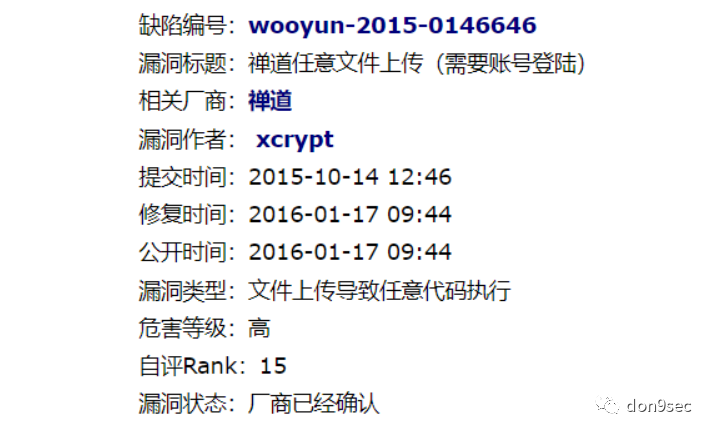 缺陷编号：wooyun-2015-0146646
漏洞标题：禅道任意文件上传（需要账号登陆）
相关厂商：禅道
漏洞作者： xcrypt
提交时间：2015-10-14 12:46
修复时间：2016-01-17 09:44
公开时间：2016-01-17 09:44
漏洞类型：文件上传导致任意代码执行
危害等级：高
自评Rank：15
漏洞状态：厂商已经确认
don9sec